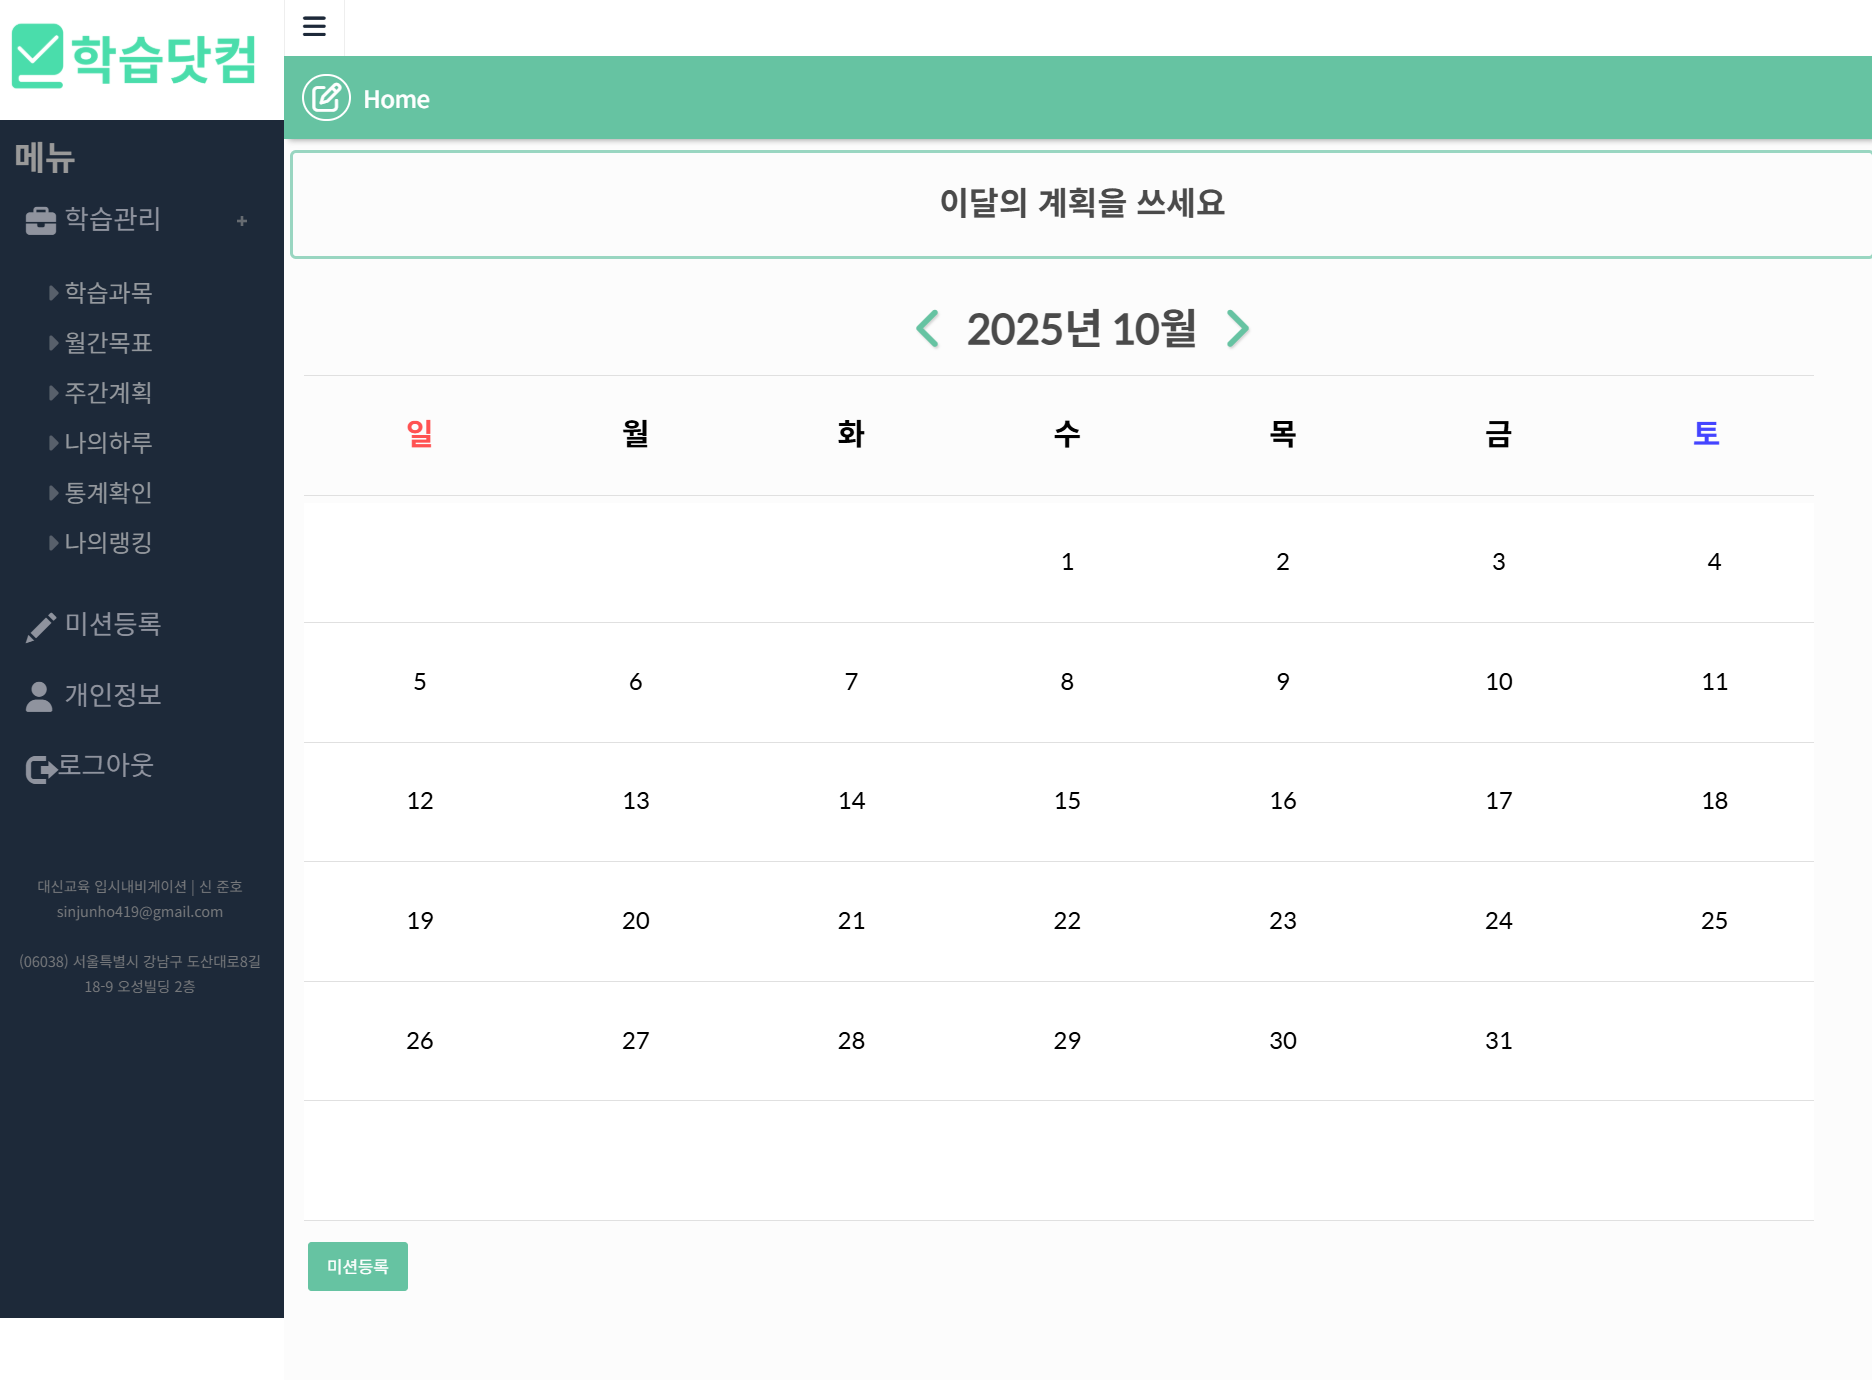 학습닷컴
메뉴
학습관리 +
학습과목
월간목표
주간계획
나의하루
통계확인
나의랭킹
미션등록
개인정보
로그아웃
대신교육 입시내비게이션 | 신 준호
sinjunho419@gmail.com
(06038) 서울특별시 강남구 도산대로8길
18-9 오성빌딩 2층
Home
이달의 계획을 쓰세요
2025년 10월
일 월 화 수 목 금 토
1 2 3 4
5 6 7 8 9 10 11
12 13 14 15 16 17 18
19 20 21 22 23 24 25
26 27 28 29 30 31
미션등록